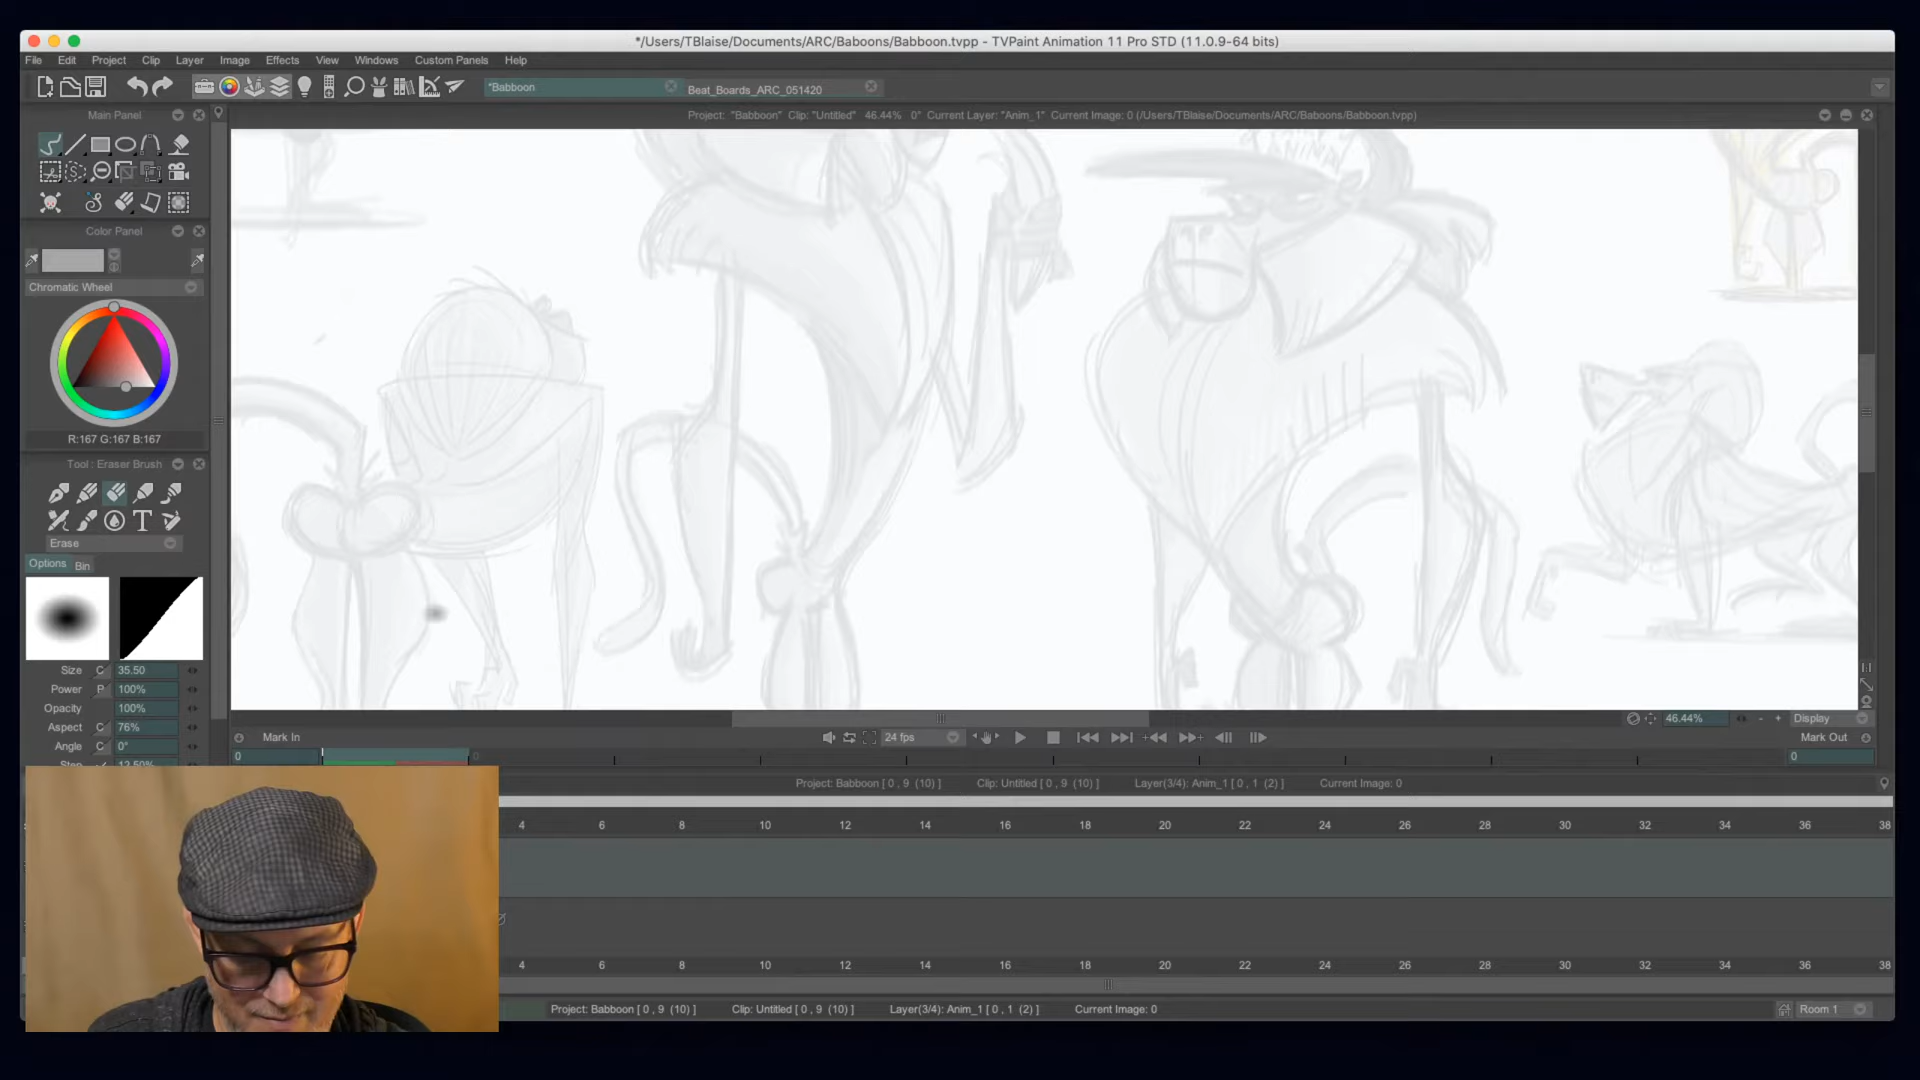 */Users/TBlaise/Documents/ARC/Baboons/Babboon.tvpp - TVPaint Animation 11 Pro STD (11.0.9-64 bits)
File Edit Project Clip Layer Image Effects View Windows Custom Panels Help
*Babboon Beat_Boards_ARC_051420
Main Panel
Project: "Babboon" Clip: "Untitled" 46.44% 0° Current Layer: "Anim_1" Current Image: 0 (/Users/TBlaise/Documents/ARC/Baboons/Babboon.tvpp)
Color Panel
Chromatic Wheel
R:167 G:167 B:167
Tool : Eraser Brush
Erase
Options Bin
Size C 35.50
Power P 100%
Opacity 100%
Aspect C 76%
Angle C 0°
Step 12.50%
46.44% - + Display
Mark In 24 fps Mark Out
0 0 0
Project: Babboon [ 0 , 9 (10) ] Clip: Untitled [ 0 , 9 (10) ] Layer(3/4): Anim_1 [ 0 , 1 (2) ] Current Image: 0
4 6 8 10 12 14 16 18 20 22 24 26 28 30 32 34 36 38
4 6 8 10 12 14 16 18 20 22 24 26 28 30 32 34 36 38
Project: Babboon [ 0 , 9 (10) ] Clip: Untitled [ 0 , 9 (10) ] Layer(3/4): Anim_1 [ 0 , 1 (2) ] Current Image: 0 Room 1